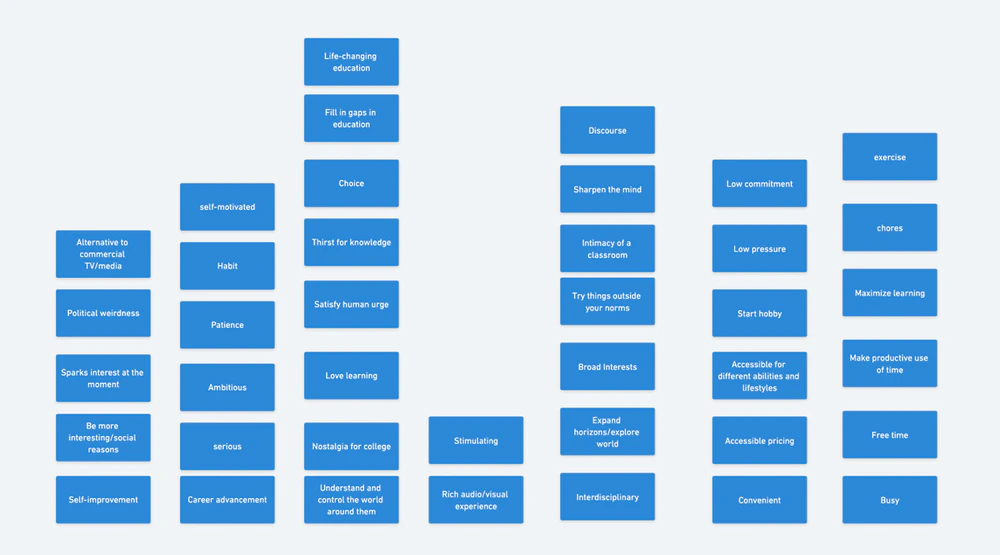 Alternative to
commercial
TV/media
Political weirdness
Sparks interest at the
moment
Be more
interesting/social
reasons
Self-improvement
self-motivated
Habit
Patience
Ambitious
serious
Career advancement
Life-changing
education
Fill in gaps in
education
Choice
Thirst for knowledge
Satisfy human urge
Love learning
Nostalgia for college
Understand and
control the world
around them
Stimulating
Rich audio/visual
experience
Discourse
Sharpen the mind
Intimacy of a
classroom
Try things outside
your norms
Broad Interests
Expand
horizons/explore
world
Interdisciplinary
Low commitment
Low pressure
Start hobby
Accessible for
different abilities and
lifestyles
Accessible pricing
Convenient
exercise
chores
Maximize learning
Make productive use
of time
Free time
Busy